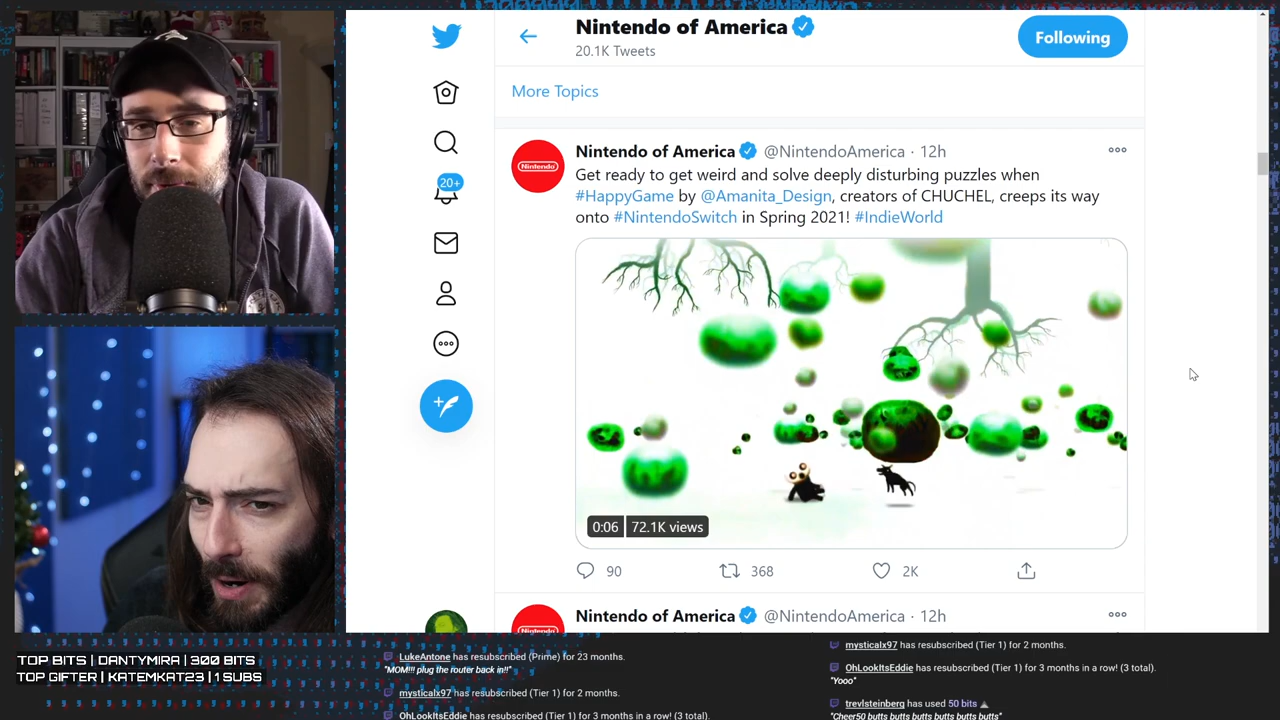 Nintendo of America
20.1K Tweets
Following
More Topics
20+
Nintendo
Nintendo of America @NintendoAmerica · 12h
Get ready to get weird and solve deeply disturbing puzzles when
#HappyGame by @Amanita_Design, creators of CHUCHEL, creeps its way
onto #NintendoSwitch in Spring 2021! #IndieWorld
0:06 72.1K views
90 368 2K
Nintendo of America @NintendoAmerica · 12h
Nintendo
TOP BITS | DANTYMIRA | 300 BITS
TOP GIFTER | KATEMKAT23 | 1 SUBS
LukeAntone has resubscribed (Prime) for 23 months.
"MOM!!! plug the router back in!!"
mysticalx97 has resubscribed (Tier 1) for 2 months.
OhLookItsEddie has resubscribed (Tier 1) for 3 months in a row! (3 total).
mysticalx97 has resubscribed (Tier 1) for 2 months.
OhLookItsEddie has resubscribed (Tier 1) for 3 months in a row! (3 total).
"Yooo"
trevlsteinberg has used 50 bits
"Cheer50 butts butts butts butts butts butts"